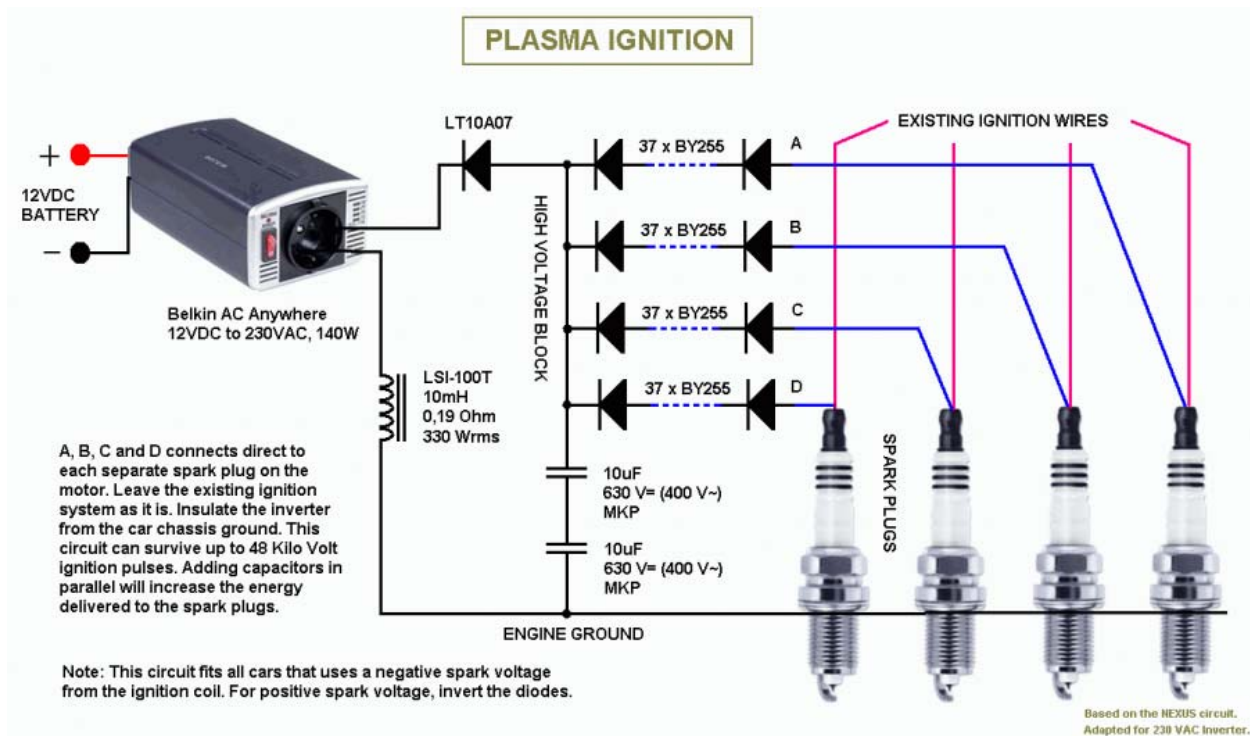 PLASMA IGNITION
LT10A07
37 x BY255
A
EXISTING IGNITION WIRES
+
12VDC
BATTERY
−
37 x BY255
B
HIGH VOLTAGE BLOCK
Belkin AC Anywhere
12VDC to 230VAC, 140W
37 x BY255
C
37 x BY255
D
LSI-100T
10mH
0,19 Ohm
330 Wrms
SPARK PLUGS
A, B, C and D connects direct to
each separate spark plug on the
motor. Leave the existing ignition
system as it is. Insulate the inverter
from the car chassis ground. This
circuit can survive up to 48 Kilo Volt
ignition pulses. Adding capacitors in
parallel will increase the energy
delivered to the spark plugs.
10uF
630 V= (400 V~)
MKP
10uF
630 V= (400 V~)
MKP
ENGINE GROUND
Note: This circuit fits all cars that uses a negative spark voltage
from the ignition coil. For positive spark voltage, invert the diodes.
Based on the NEXUS circuit.
Adapted for 230 VAC Inverter.